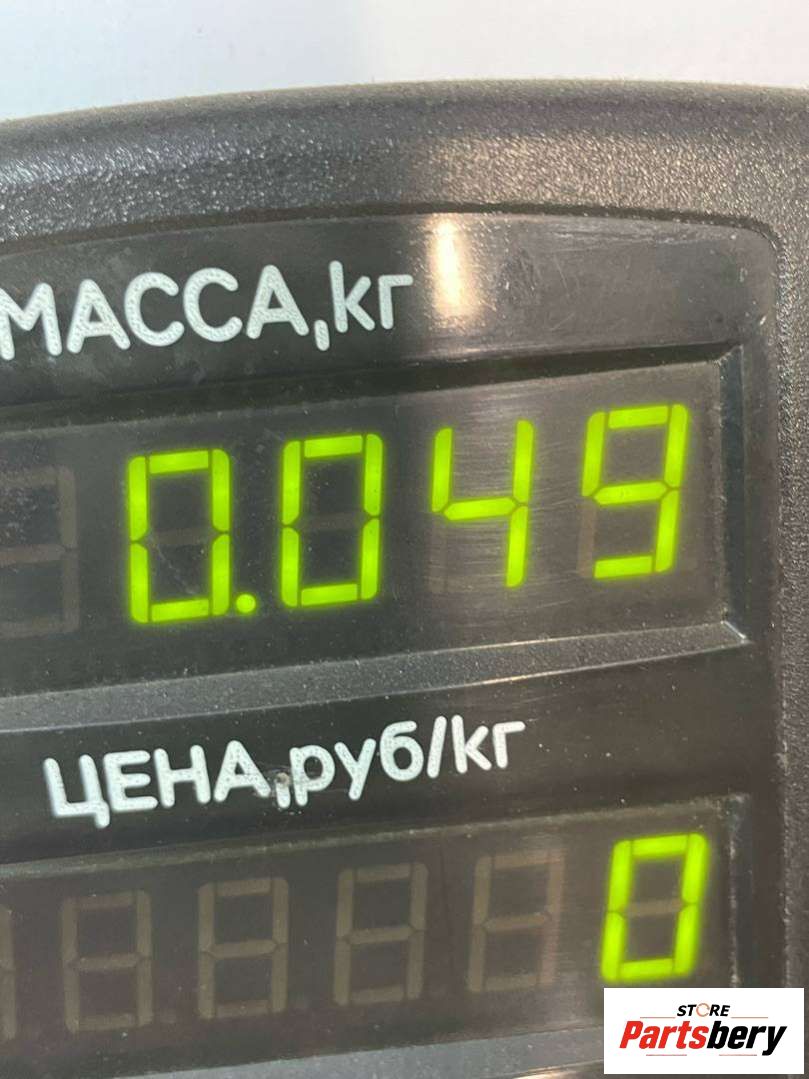 МАССА,кг
0.049
ЦЕНА,руб/кг
0
STORE
Partsbery